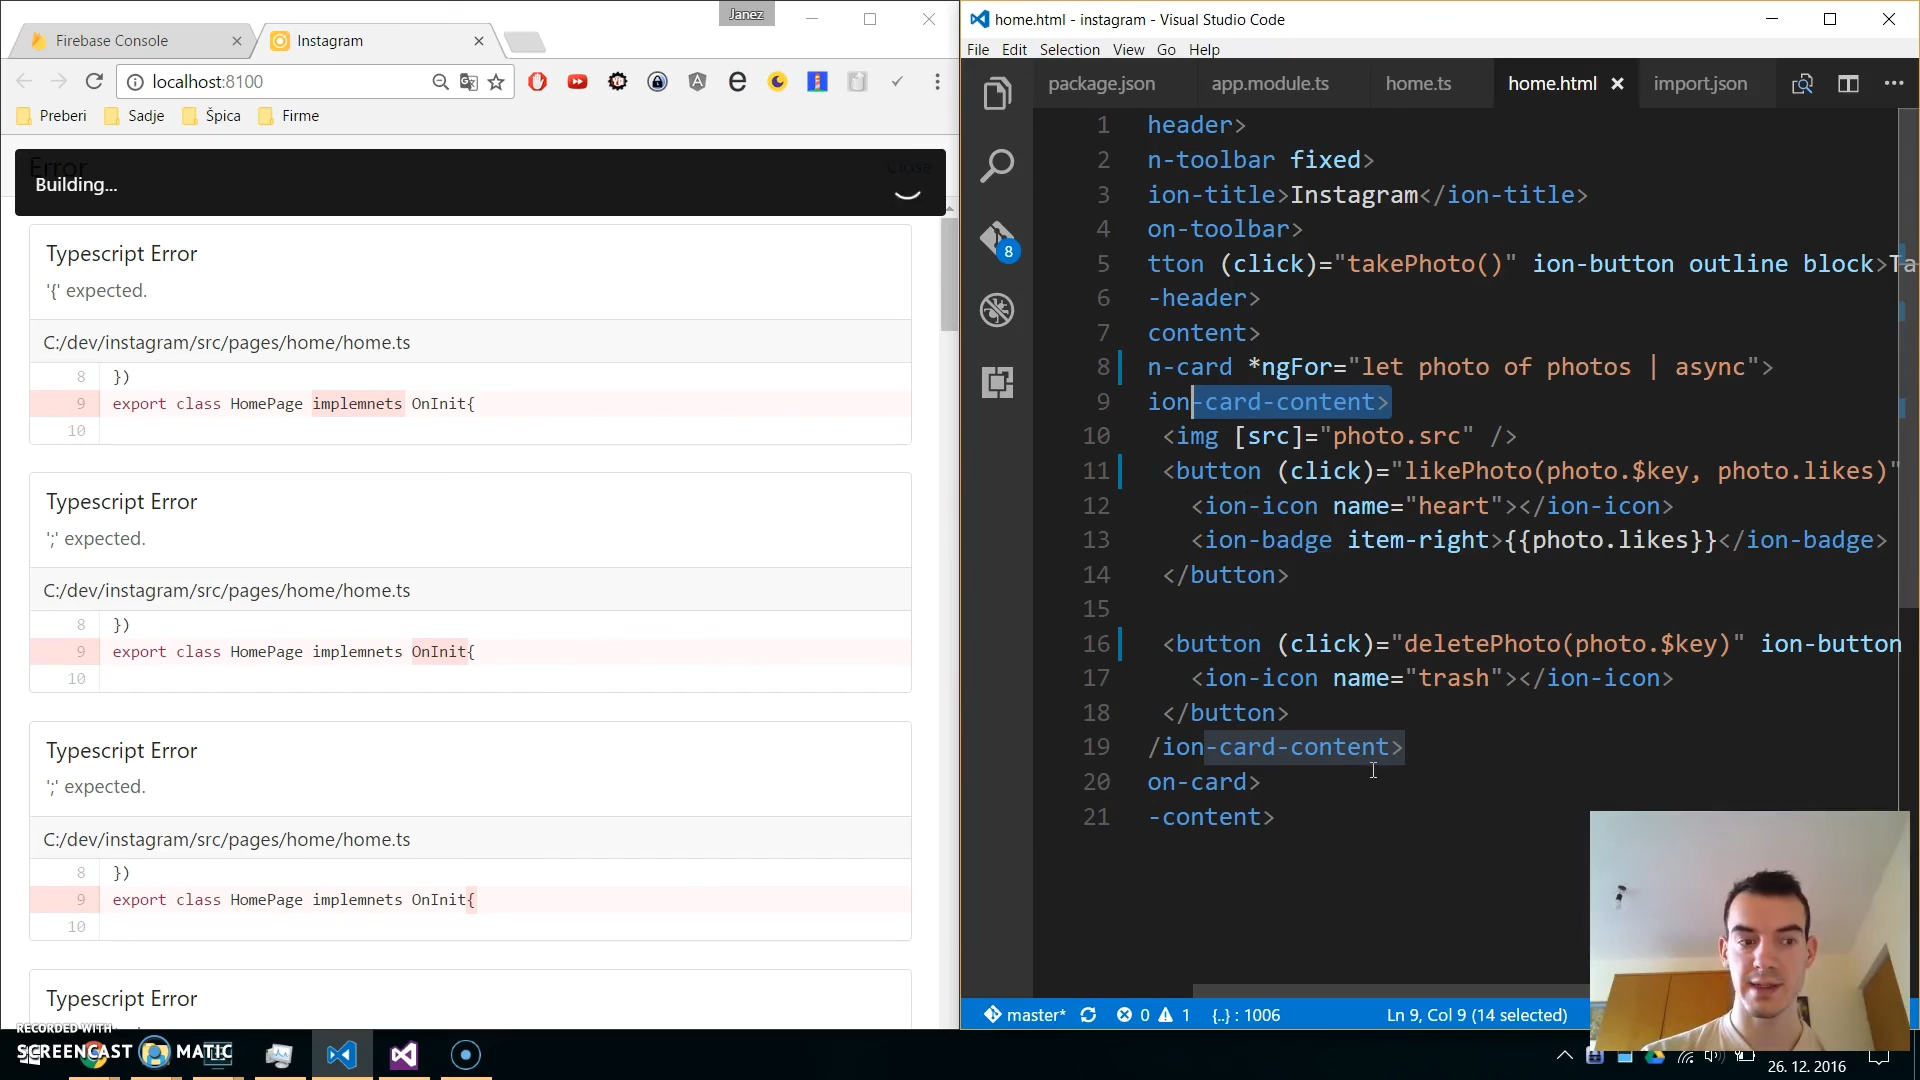 Janez
Firebase Console
Instagram
localhost:8100
Preberi
Sadje
Špica
Firme
Error
Close
Building...
Typescript Error
'{' expected.
C:/dev/instagram/src/pages/home/home.ts
8 })
9 export class HomePage implemnets OnInit{
10
Typescript Error
';' expected.
C:/dev/instagram/src/pages/home/home.ts
8 })
9 export class HomePage implemnets OnInit{
10
Typescript Error
';' expected.
C:/dev/instagram/src/pages/home/home.ts
8 })
9 export class HomePage implemnets OnInit{
10
Typescript Error
home.html - instagram - Visual Studio Code
File Edit Selection View Go Help
package.json
app.module.ts
home.ts
home.html
import.json
8
1 header>
2 n-toolbar fixed>
3 ion-title>Instagram</ion-title>
4 on-toolbar>
5 tton (click)="takePhoto()" ion-button outline block>Ta
6 -header>
7 content>
8 n-card *ngFor="let photo of photos | async">
9 ion-card-content>
10 <img [src]="photo.src" />
11 <button (click)="likePhoto(photo.$key, photo.likes)"
12 <ion-icon name="heart"></ion-icon>
13 <ion-badge item-right>{{photo.likes}}</ion-badge>
14 </button>
15
16 <button (click)="deletePhoto(photo.$key)" ion-button
17 <ion-icon name="trash"></ion-icon>
18 </button>
19 /ion-card-content>
20 on-card>
21 -content>
master* 0 1 {..} : 1006 Ln 9, Col 9 (14 selected)
RECORDED WITH
SCREENCAST MATIC
26. 12. 2016